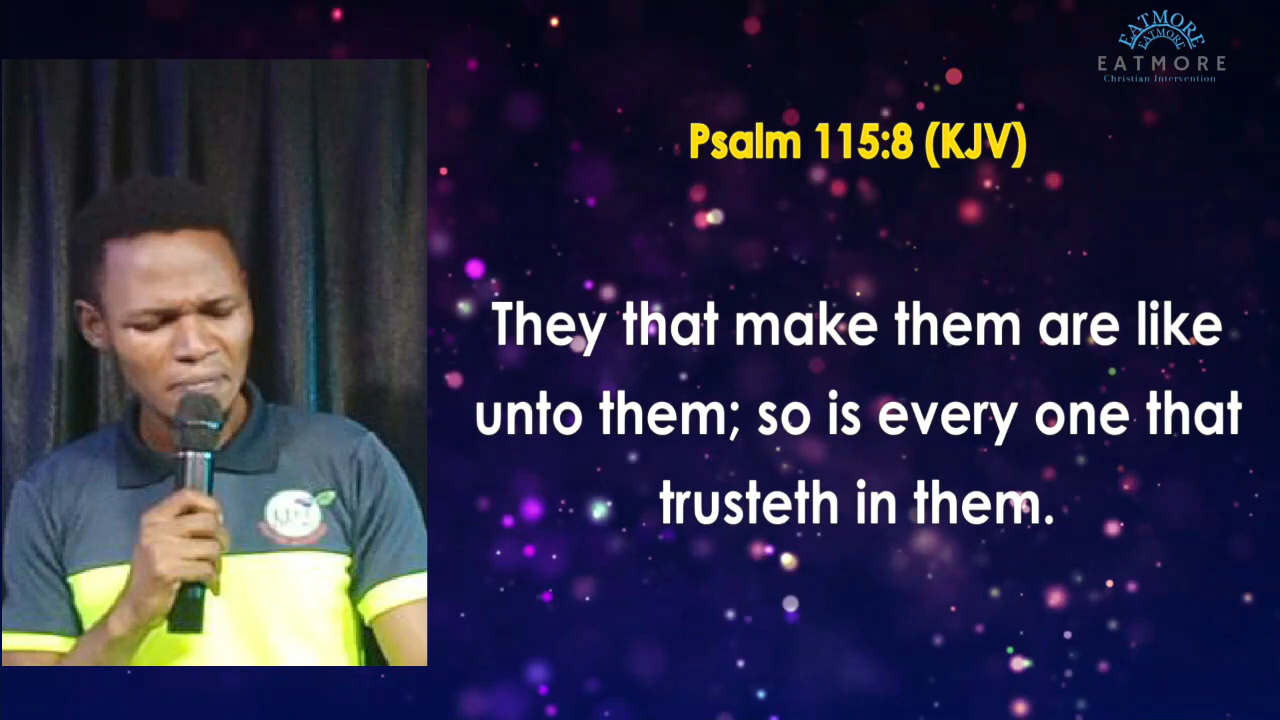 EATMORE
EATMORE
EATMORE
Christian Intervention
Psalm 115:8 (KJV)
They that make them are like
unto them; so is every one that
trusteth in them.